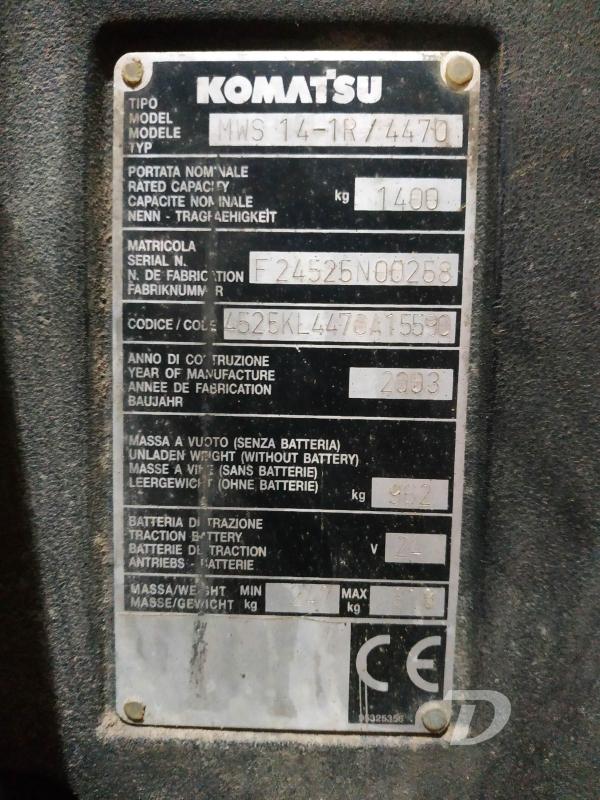 KOMATSU
TIPO
MODEL
MODELE
TYP
MWS 14-1R/4470
PORTATA NOMINALE
RATED CAPACITY
CAPACITE NOMINALE
NENN - TRAGFAEHIGKEIT
kg 1400
MATRICOLA
SERIAL N.
N. DE FABRICATION
FABRIKNUMMER
F 24525N00268
CODICE / CODE
ANNO DI COSTRUZIONE
YEAR OF MANUFACTURE
ANNEE DE FABRICATION
BAUJAHR
2003
MASSA A VUOTO (SENZA BATTERIA)
UNLADEN WEIGHT (WITHOUT BATTERY)
MASSE A VIDE (SANS BATTERIE)
LEERGEWICHT (OHNE BATTERIE)
kg 962
BATTERIA DI TRAZIONE
TRACTION BATTERY
BATTERIE DE TRACTION
ANTRIEBS - BATTERIE
V 24
MASSA/WEIGHT MIN MAX
MASSE/GEWICHT kg kg
CE
D